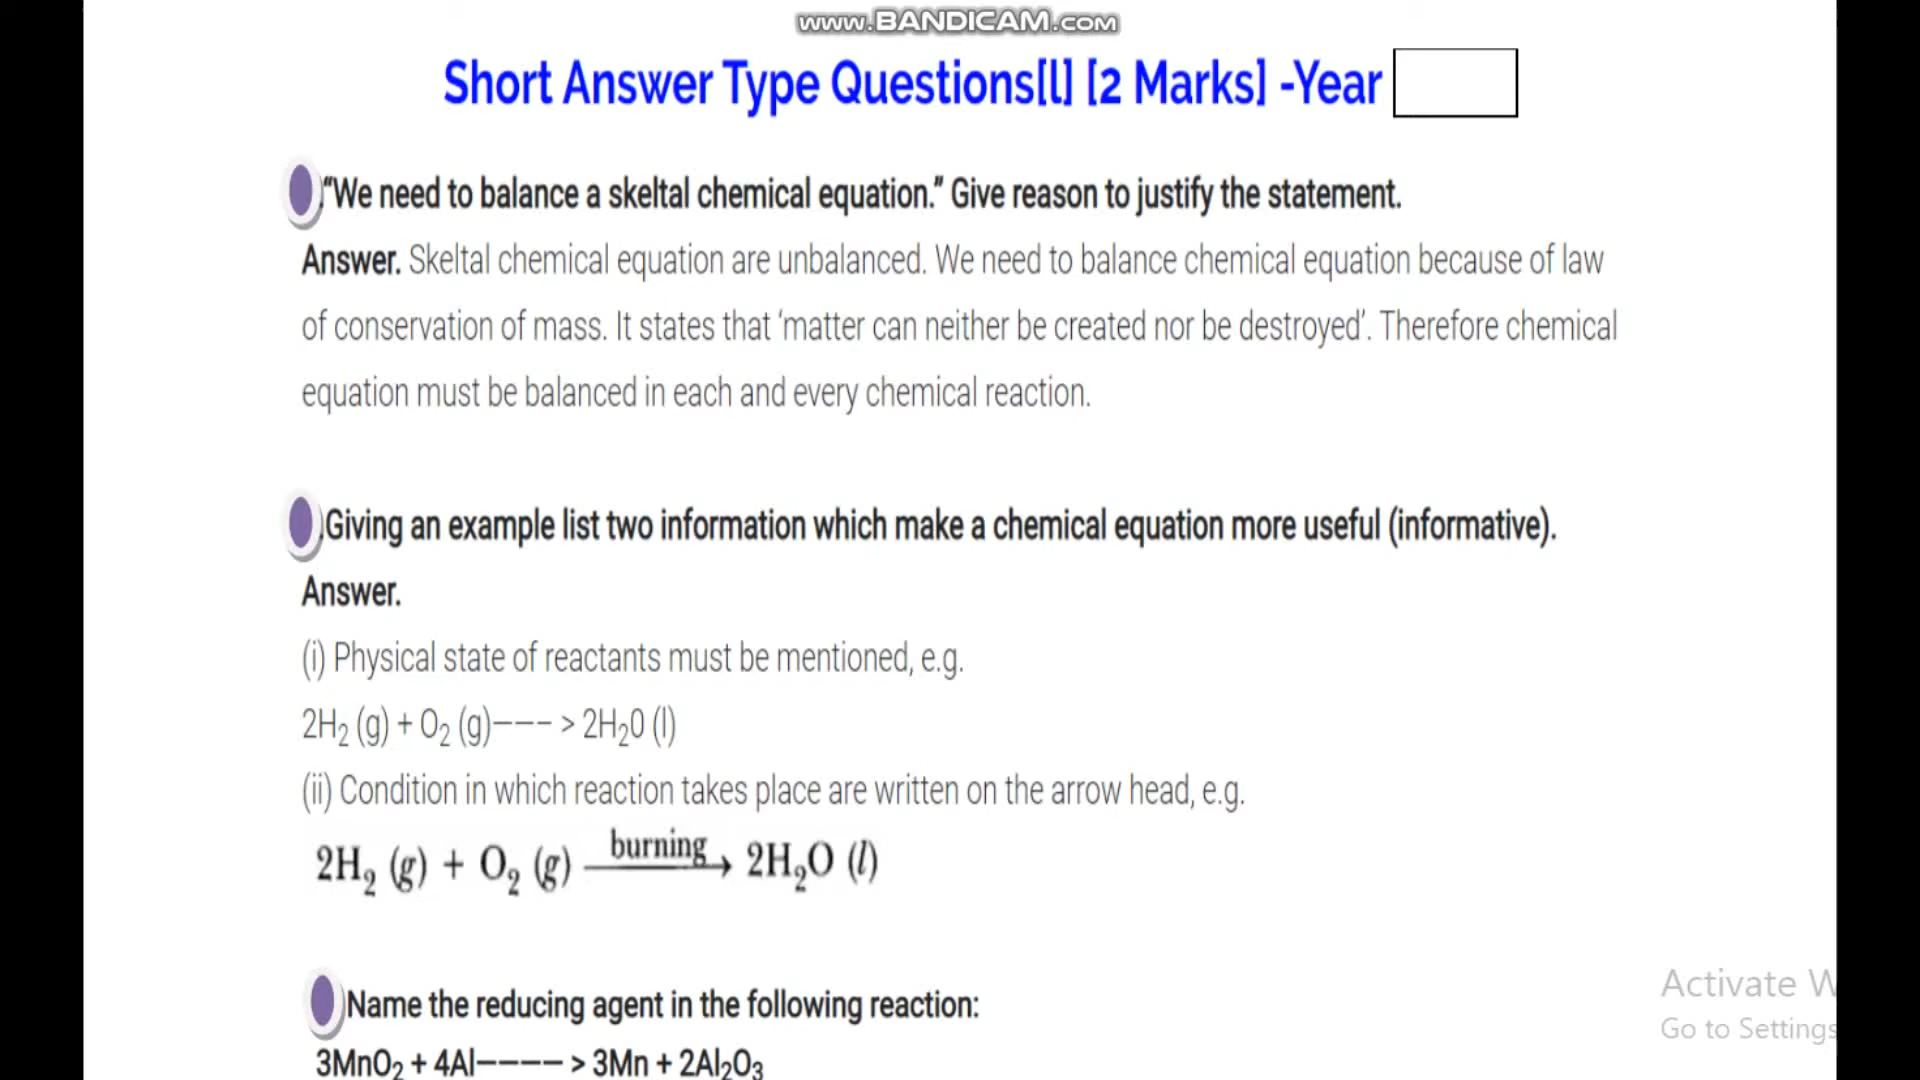 www.BANDICAM.com
Short Answer Type Questions[l] [2 Marks] -Year
"We need to balance a skeltal chemical equation." Give reason to justify the statement.
Answer. Skeltal chemical equation are unbalanced. We need to balance chemical equation because of law
of conservation of mass. It states that ‘matter can neither be created nor be destroyed’. Therefore chemical
equation must be balanced in each and every chemical reaction.
.Giving an example list two information which make a chemical equation more useful (informative).
Answer.
(i) Physical state of reactants must be mentioned, e.g.
2H₂ (g) + O₂ (g)−−− > 2H₂0 (l)
(ii) Condition in which reaction takes place are written on the arrow head, e.g.
2H₂ (g) + O₂ (g) burning→ 2H₂O (l)
Name the reducing agent in the following reaction:
3MnO₂ + 4Al−−−− > 3Mn + 2Al₂O₃
Activate W
Go to Settings